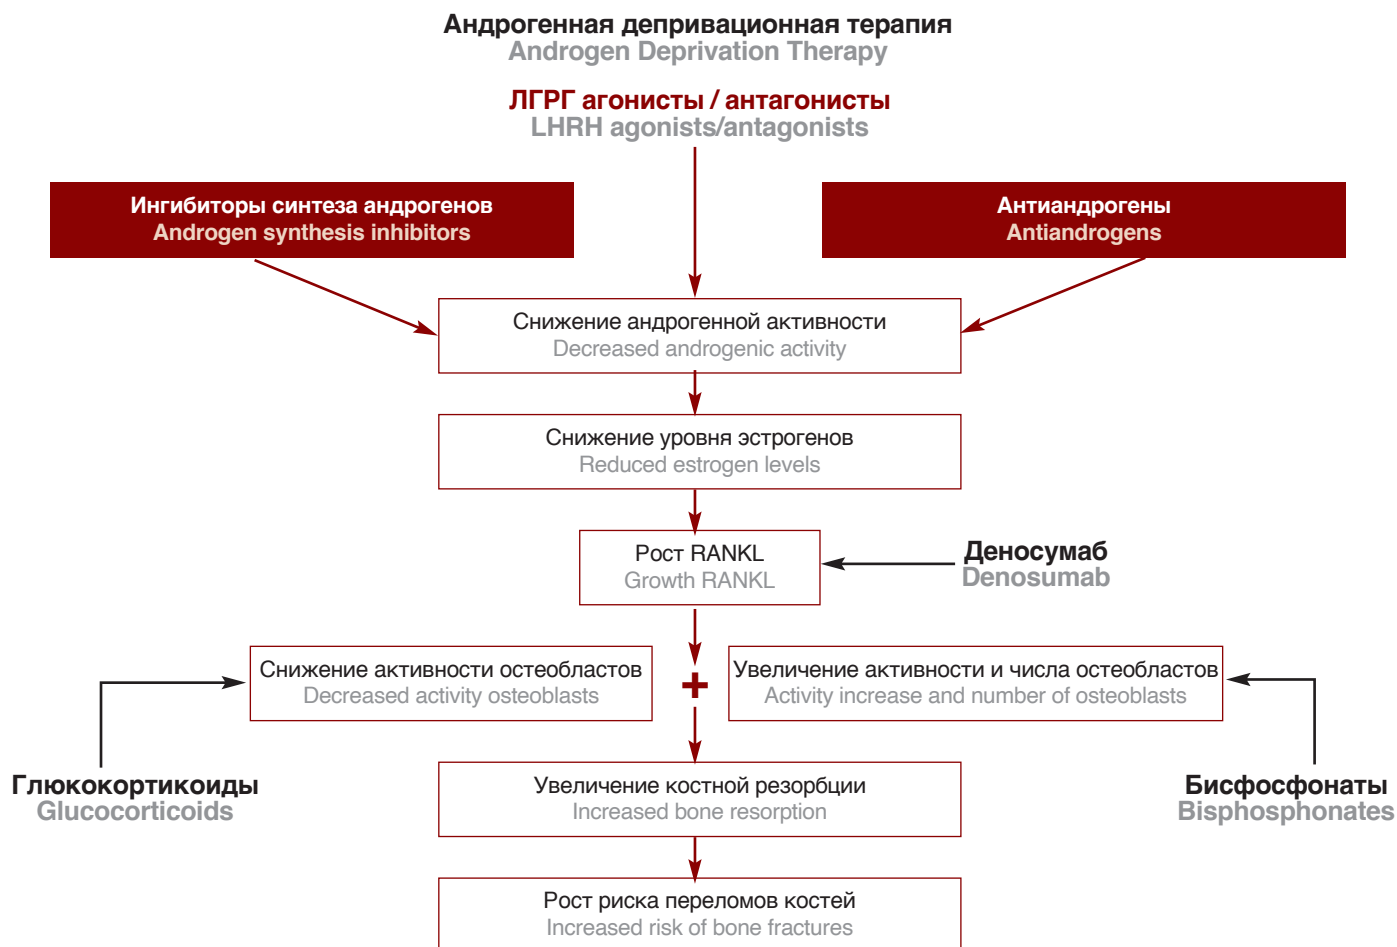 Андрогенная депривационная терапия
Androgen Deprivation Therapy
ЛГРГ агонисты / антагонисты
LHRH agonists/antagonists
Ингибиторы синтеза андрогенов
Androgen synthesis inhibitors
Антиандрогены
Antiandrogens
Снижение андрогенной активности
Decreased androgenic activity
Снижение уровня эстрогенов
Reduced estrogen levels
Рост RANKL
Growth RANKL
Деносумаб
Denosumab
Снижение активности остеобластов
Decreased activity osteoblasts
+
Увеличение активности и числа остеобластов
Activity increase and number of osteoblasts
Глюкокортикоиды
Glucocorticoids
Увеличение костной резорбции
Increased bone resorption
Бисфосфонаты
Bisphosphonates
Рост риска переломов костей
Increased risk of bone fractures